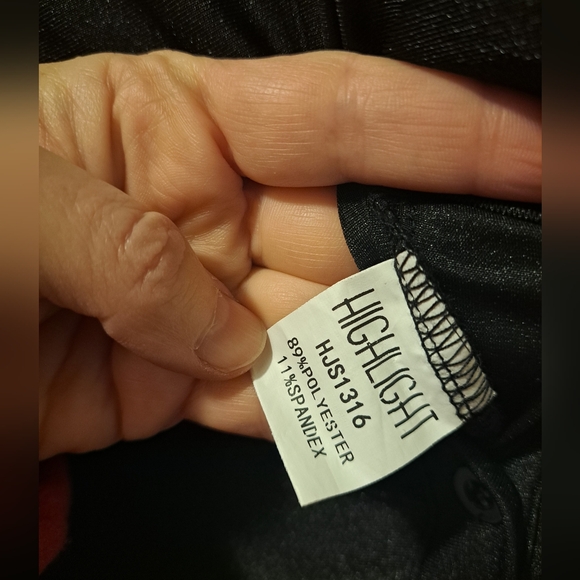 HIGHLIGHT
HJS1316
89%POLYESTER
11%SPANDEX